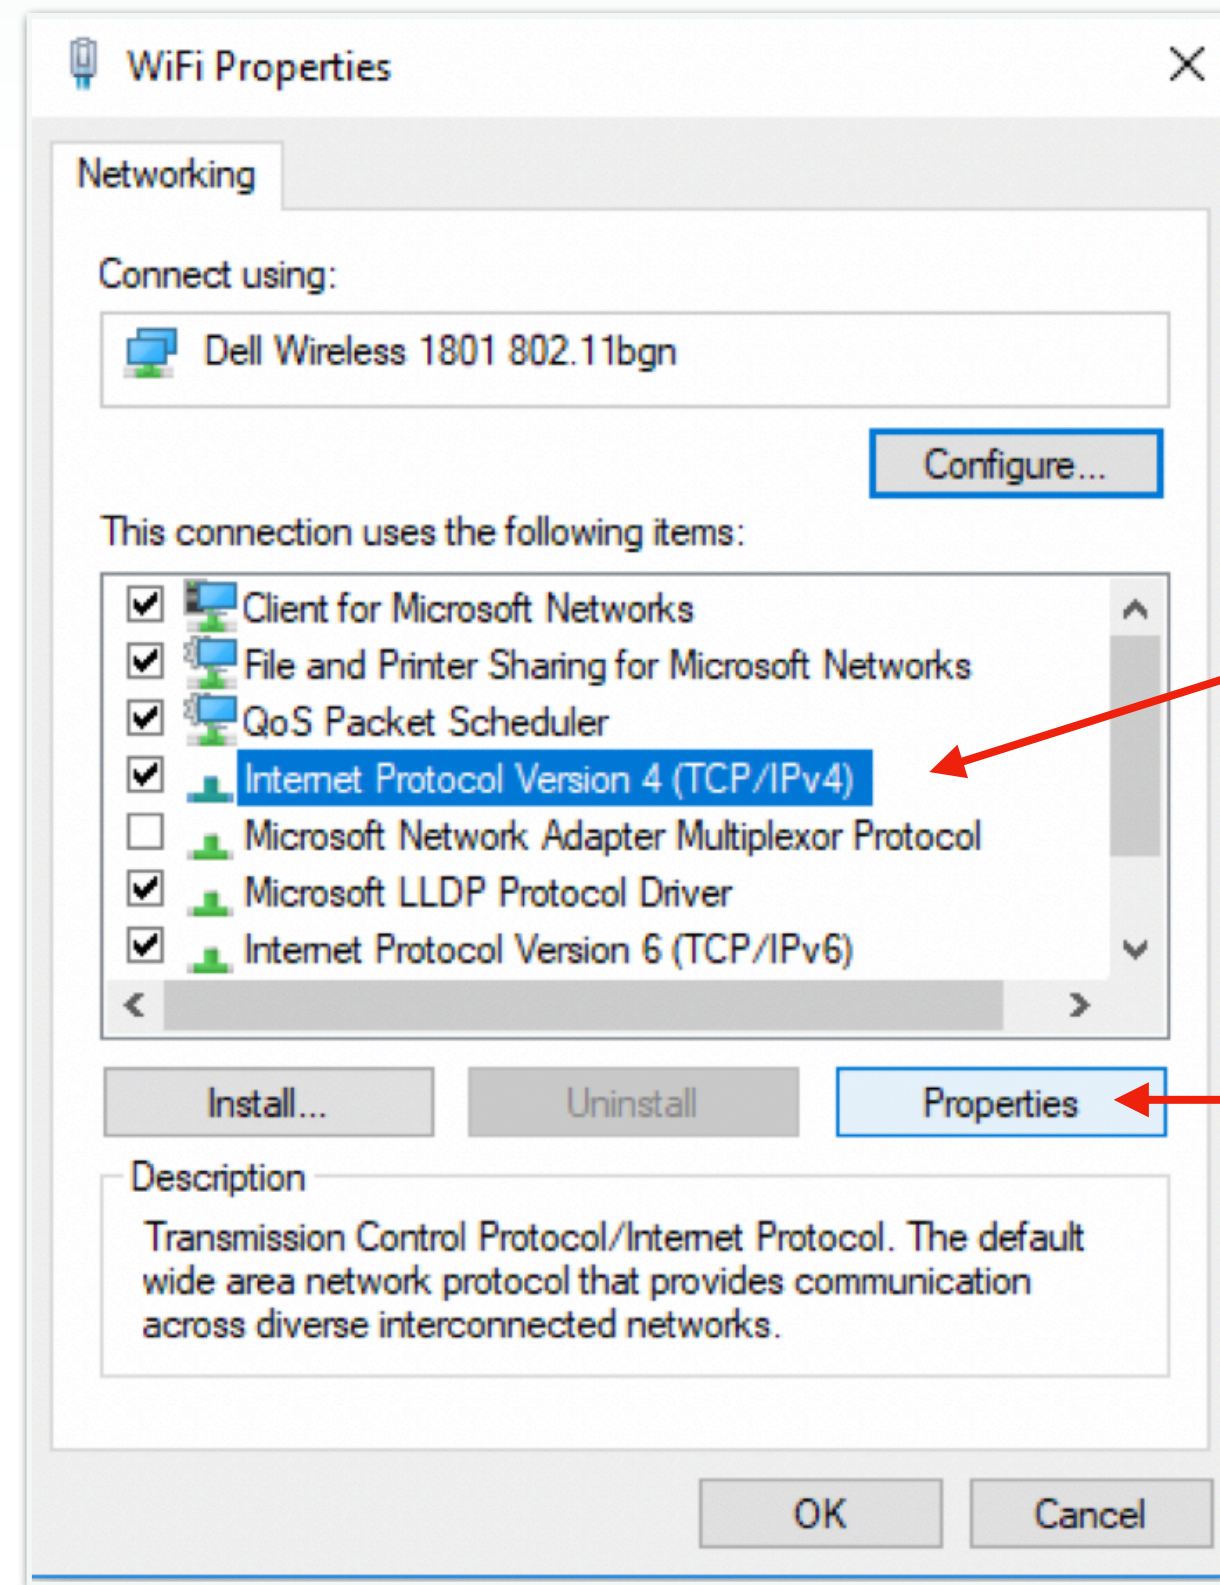 WiFi Properties
Networking
Connect using:
Dell Wireless 1801 802.11bgn
Configure...
This connection uses the following items:
Client for Microsoft Networks
File and Printer Sharing for Microsoft Networks
QoS Packet Scheduler
Internet Protocol Version 4 (TCP/IPv4)
Microsoft Network Adapter Multiplexor Protocol
Microsoft LLDP Protocol Driver
Internet Protocol Version 6 (TCP/IPv6)
Install...
Uninstall
Properties
Description
Transmission Control Protocol/Internet Protocol. The default
wide area network protocol that provides communication
across diverse interconnected networks.
OK
Cancel